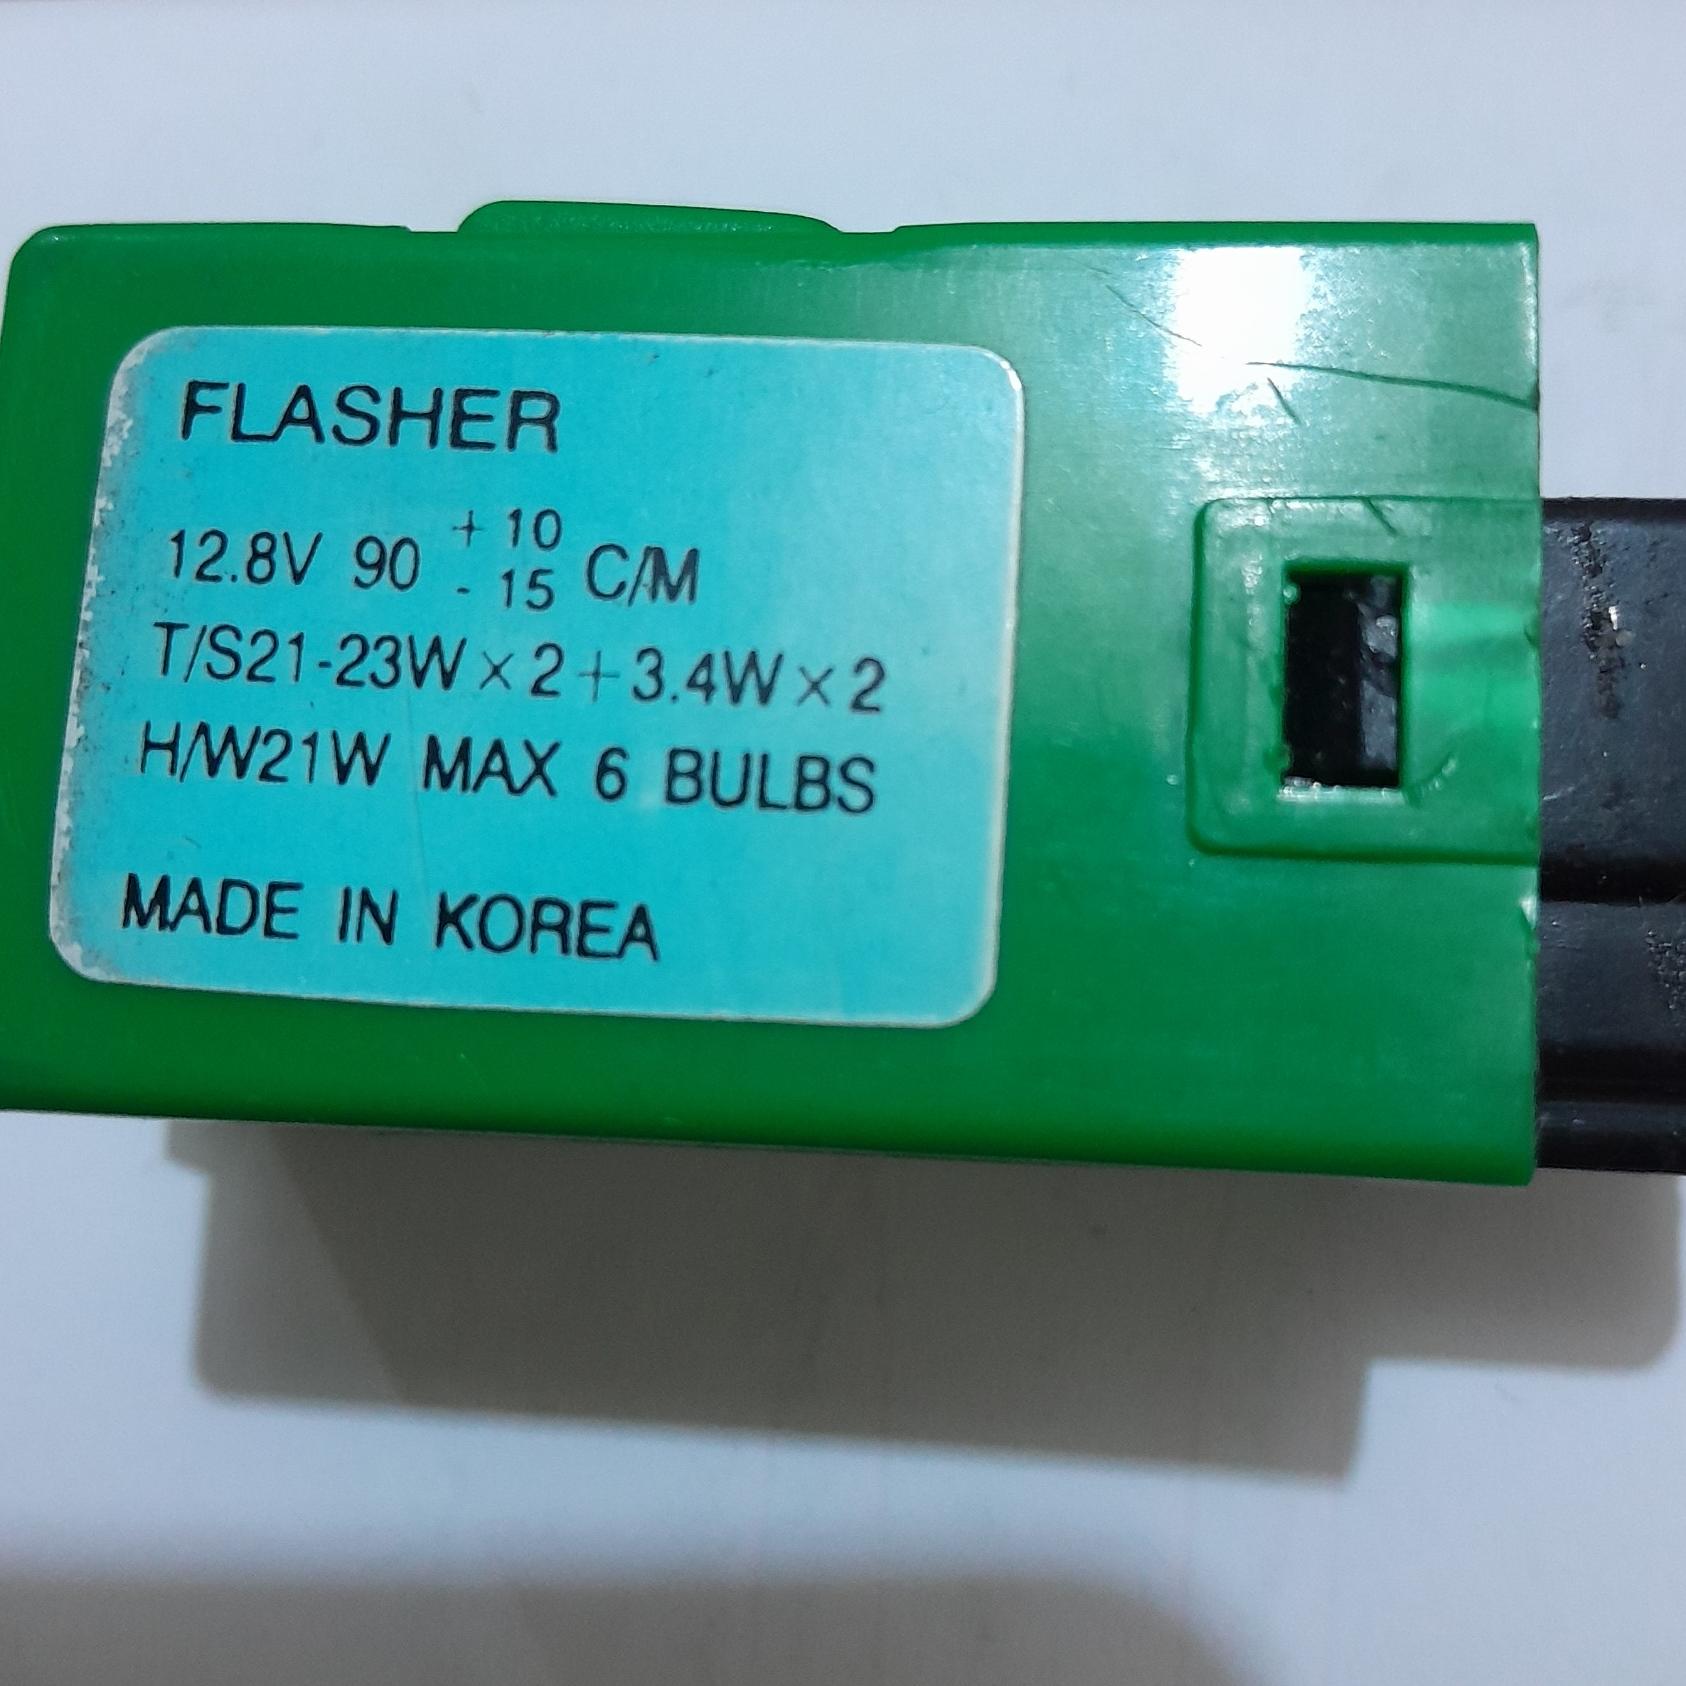 FLASHER
12.8V 90 +10 -15 C/M
T/S21-23W×2+3.4W×2
H/W21W MAX 6 BULBS
MADE IN KOREA